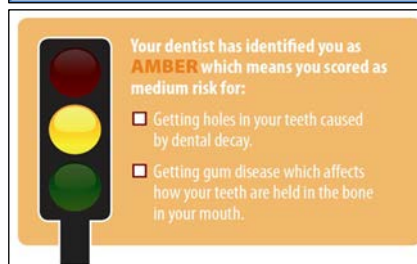 Your dentist has identified you as
AMBER which means you scored as
medium risk for:
Getting holes in your teeth caused
by dental decay.
Getting gum disease which affects
how your teeth are held in the bone
in your mouth.